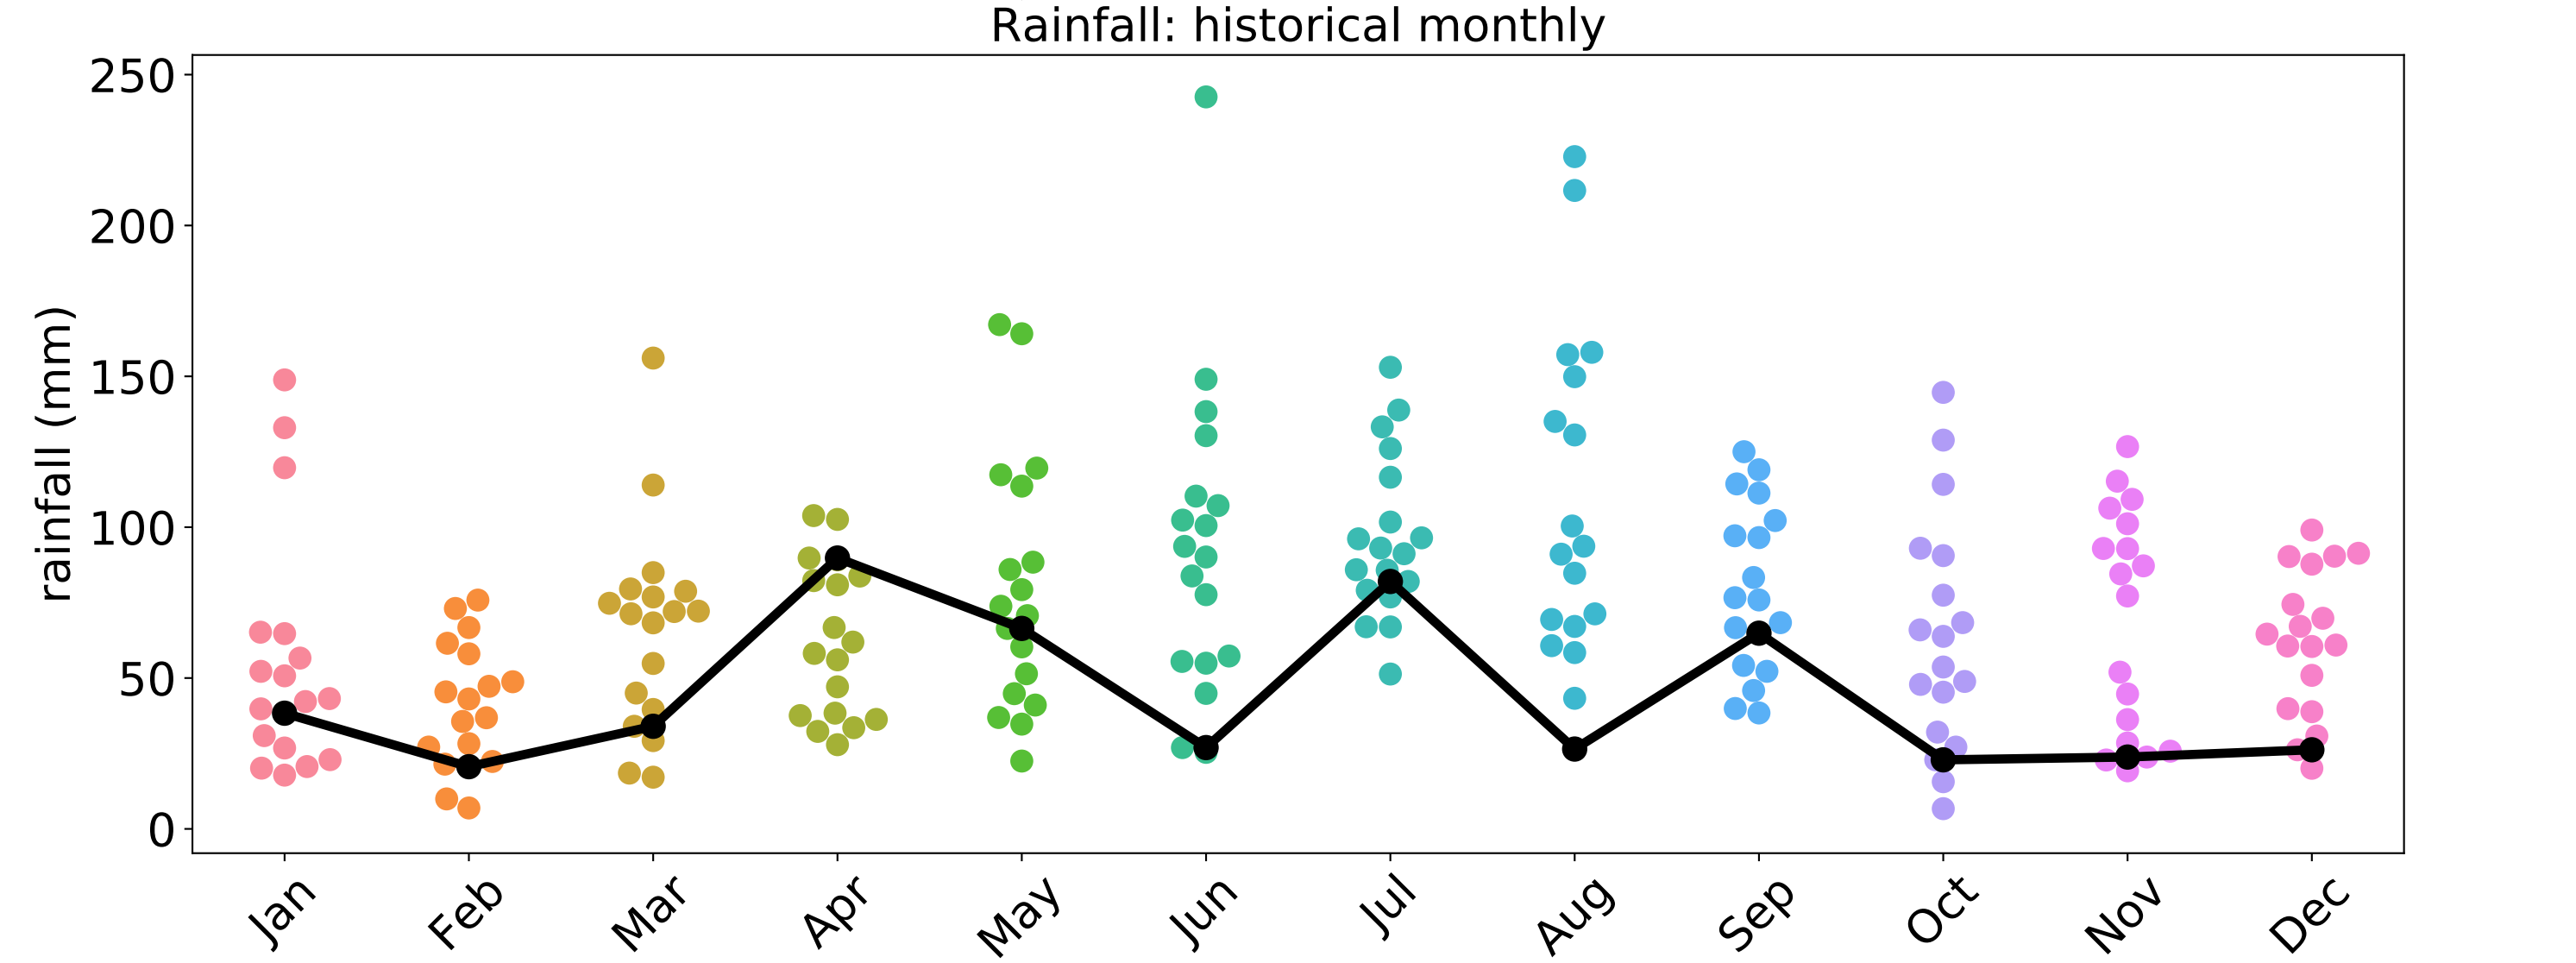 Rainfall: historical monthly
rainfall (mm)
250
200
150
100
50
0
Jan
Feb
Mar
Apr
May
Jun
Jul
Aug
Sep
Oct
Nov
Dec